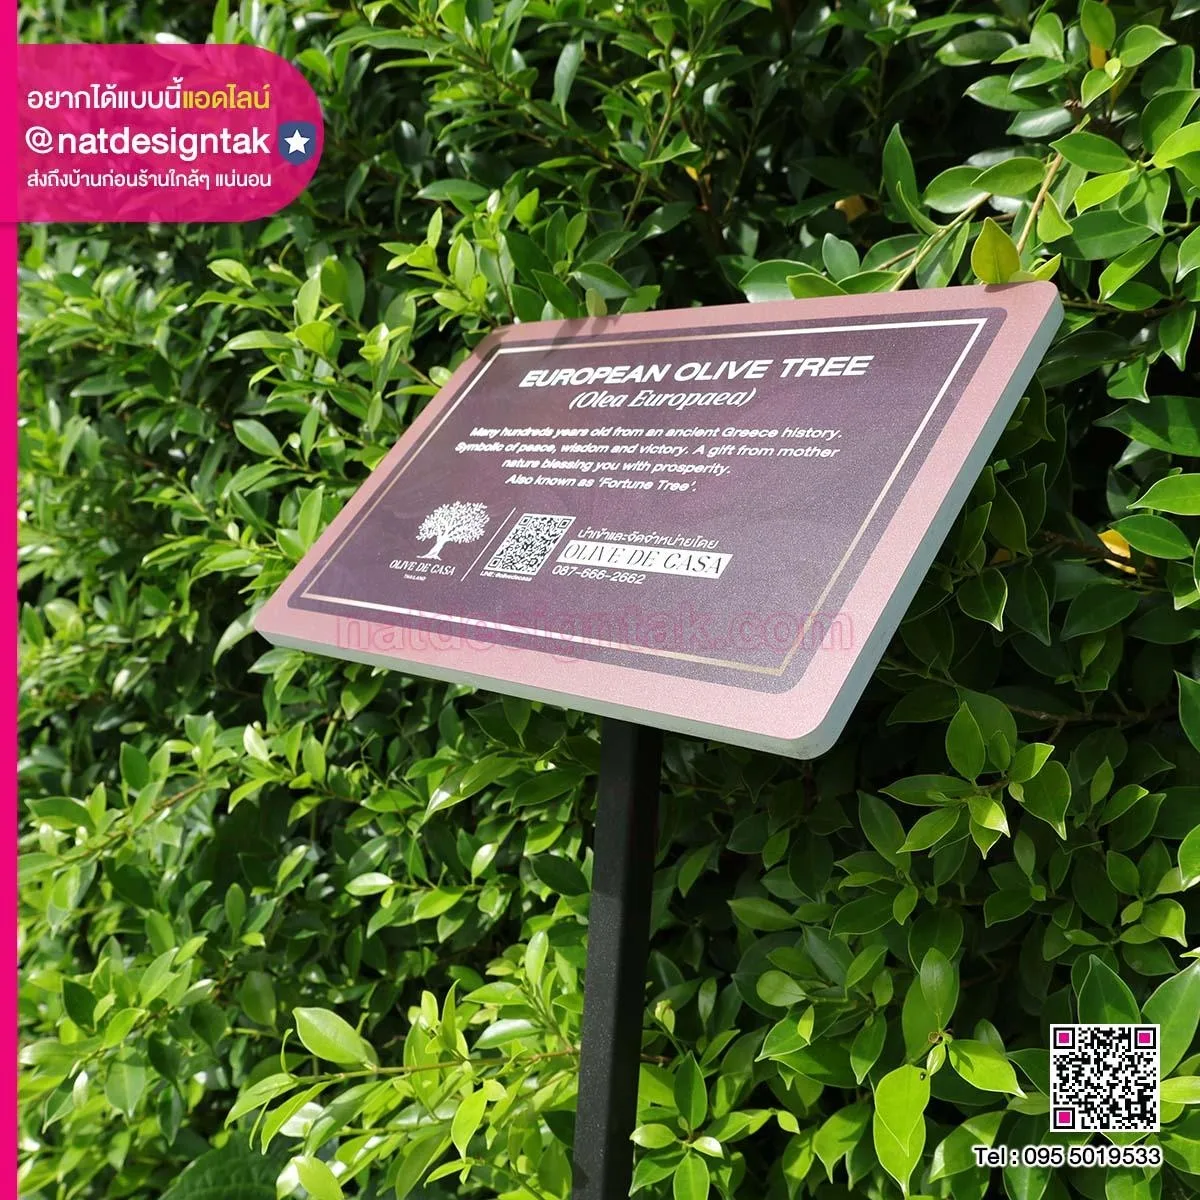 อยากได้แบบนี้แอดไลน์
@natdesigntak
ส่งถึงบ้านก่อนร้านใกล้ๆ แน่นอน
EUROPEAN OLIVE TREE
(Olea Europaea)
Many hundreds years old from an ancient Greece history.
Symbolic of peace, wisdom and victory. A gift from mother
nature blessing you with prosperity.
Also known as 'Fortune Tree'.
OLIVE DE CASA
THAILAND
LINE: @olivedecasa
นำเข้าและจัดจำหน่ายโดย
OLIVE DE CASA
087-666-2662
natdesigntak.com
Tel : 095 5019533